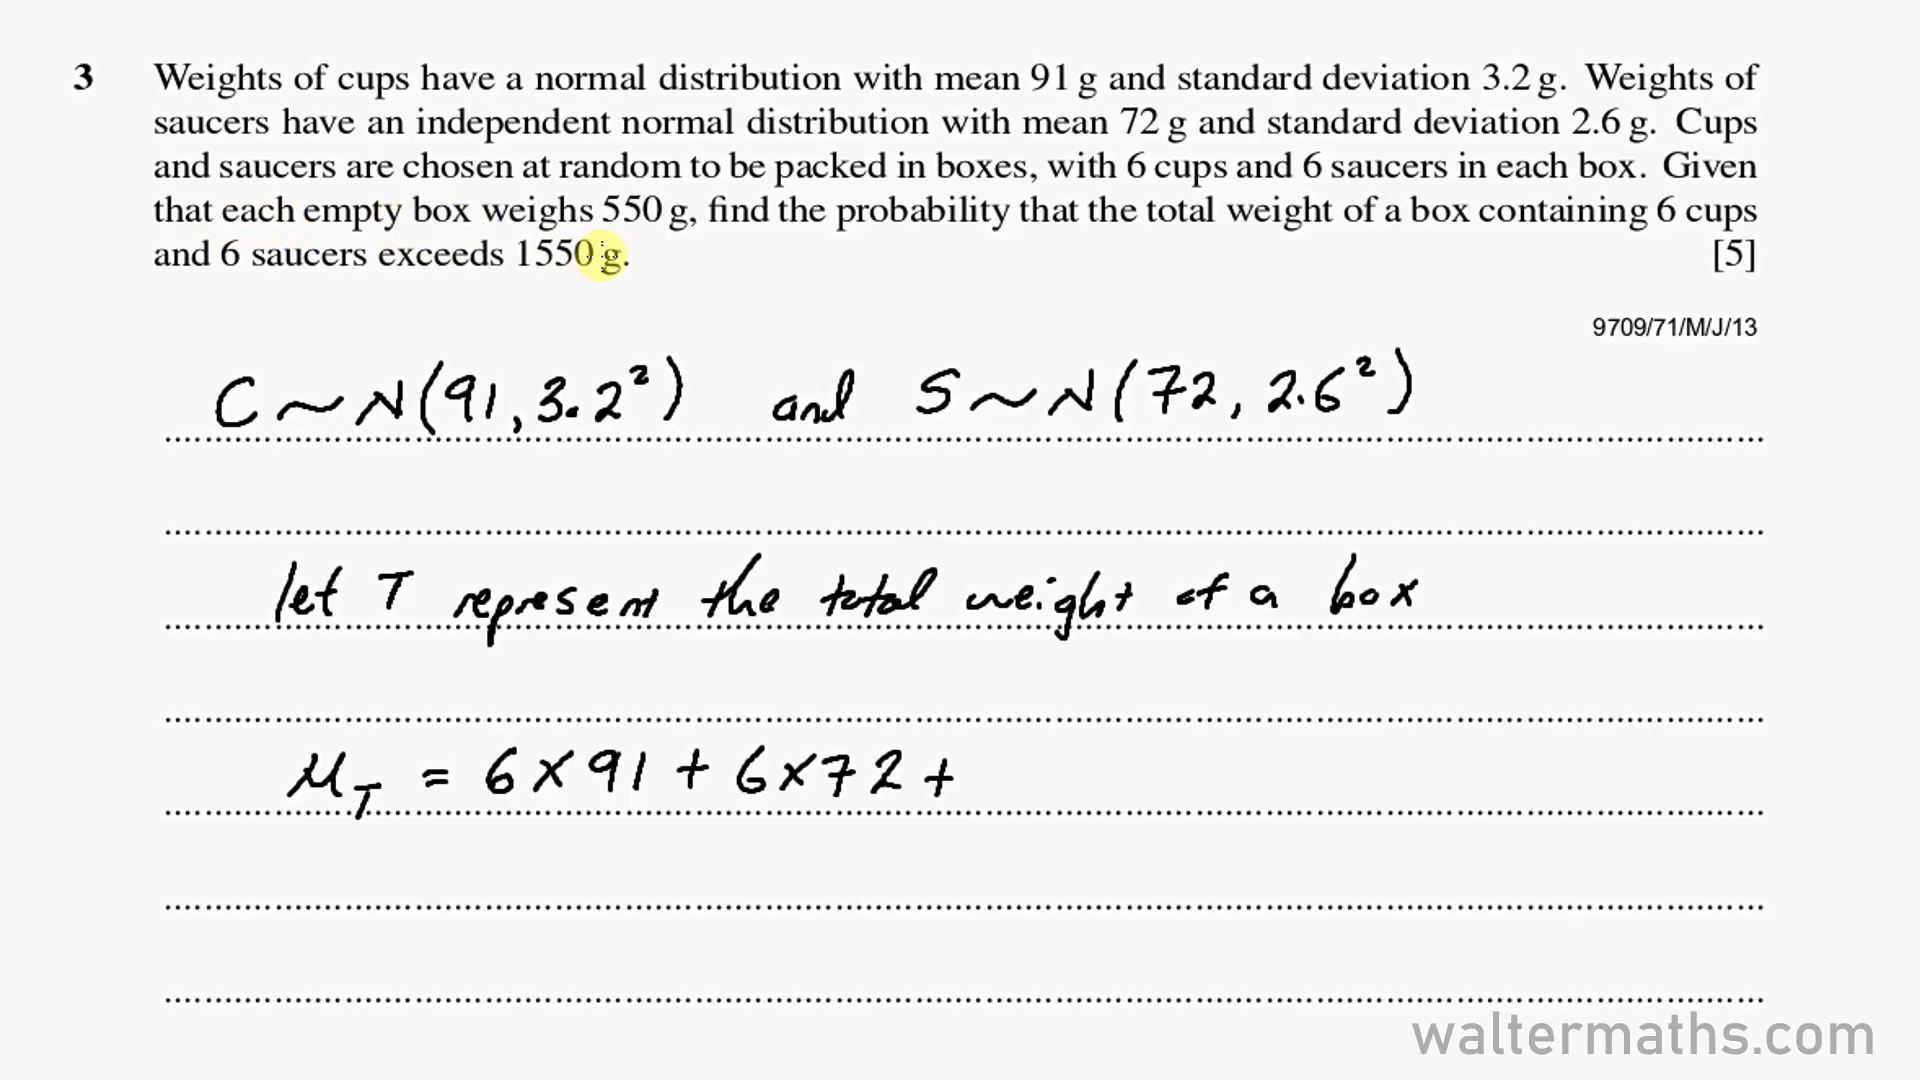 3 Weights of cups have a normal distribution with mean 91 g and standard deviation 3.2 g. Weights of
saucers have an independent normal distribution with mean 72 g and standard deviation 2.6 g. Cups
and saucers are chosen at random to be packed in boxes, with 6 cups and 6 saucers in each box. Given
that each empty box weighs 550 g, find the probability that the total weight of a box containing 6 cups
and 6 saucers exceeds 1550 g. [5]
9709/71/M/J/13
C ~ N(91, 3.2²) and S ~ N(72, 2.6²)
let T represent the total weight of a box
μ_T = 6 × 91 + 6 × 72 +
waltermaths.com